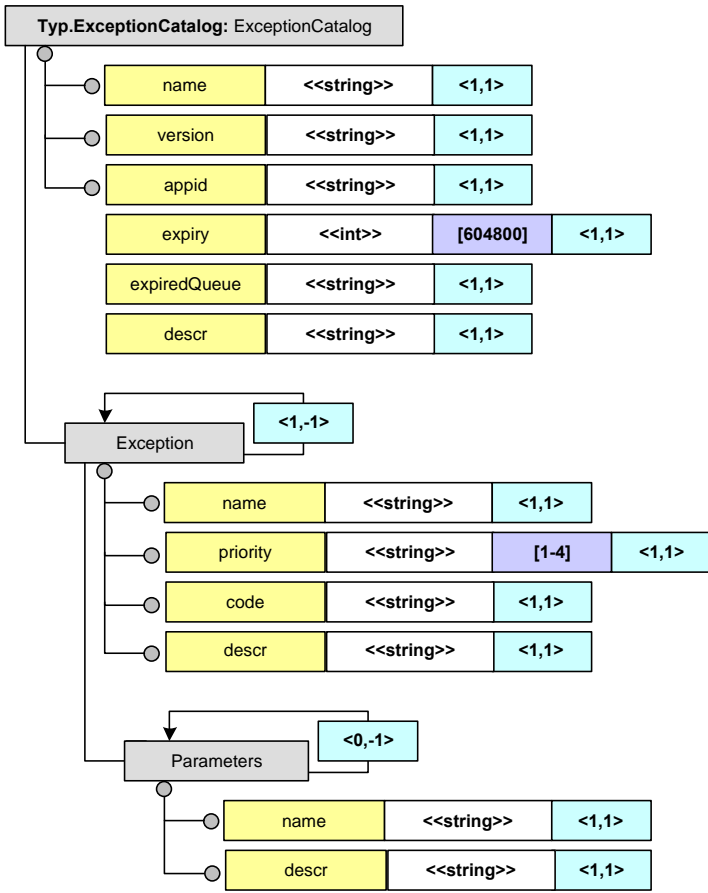 Typ.ExceptionCatalog: ExceptionCatalog
name <<string>> <1,1>
version <<string>> <1,1>
appid <<string>> <1,1>
expiry <<int>> [604800] <1,1>
expiredQueue <<string>> <1,1>
descr <<string>> <1,1>
<1,-1>
Exception
name <<string>> <1,1>
priority <<string>> [1-4] <1,1>
code <<string>> <1,1>
descr <<string>> <1,1>
<0,-1>
Parameters
name <<string>> <1,1>
descr <<string>> <1,1>